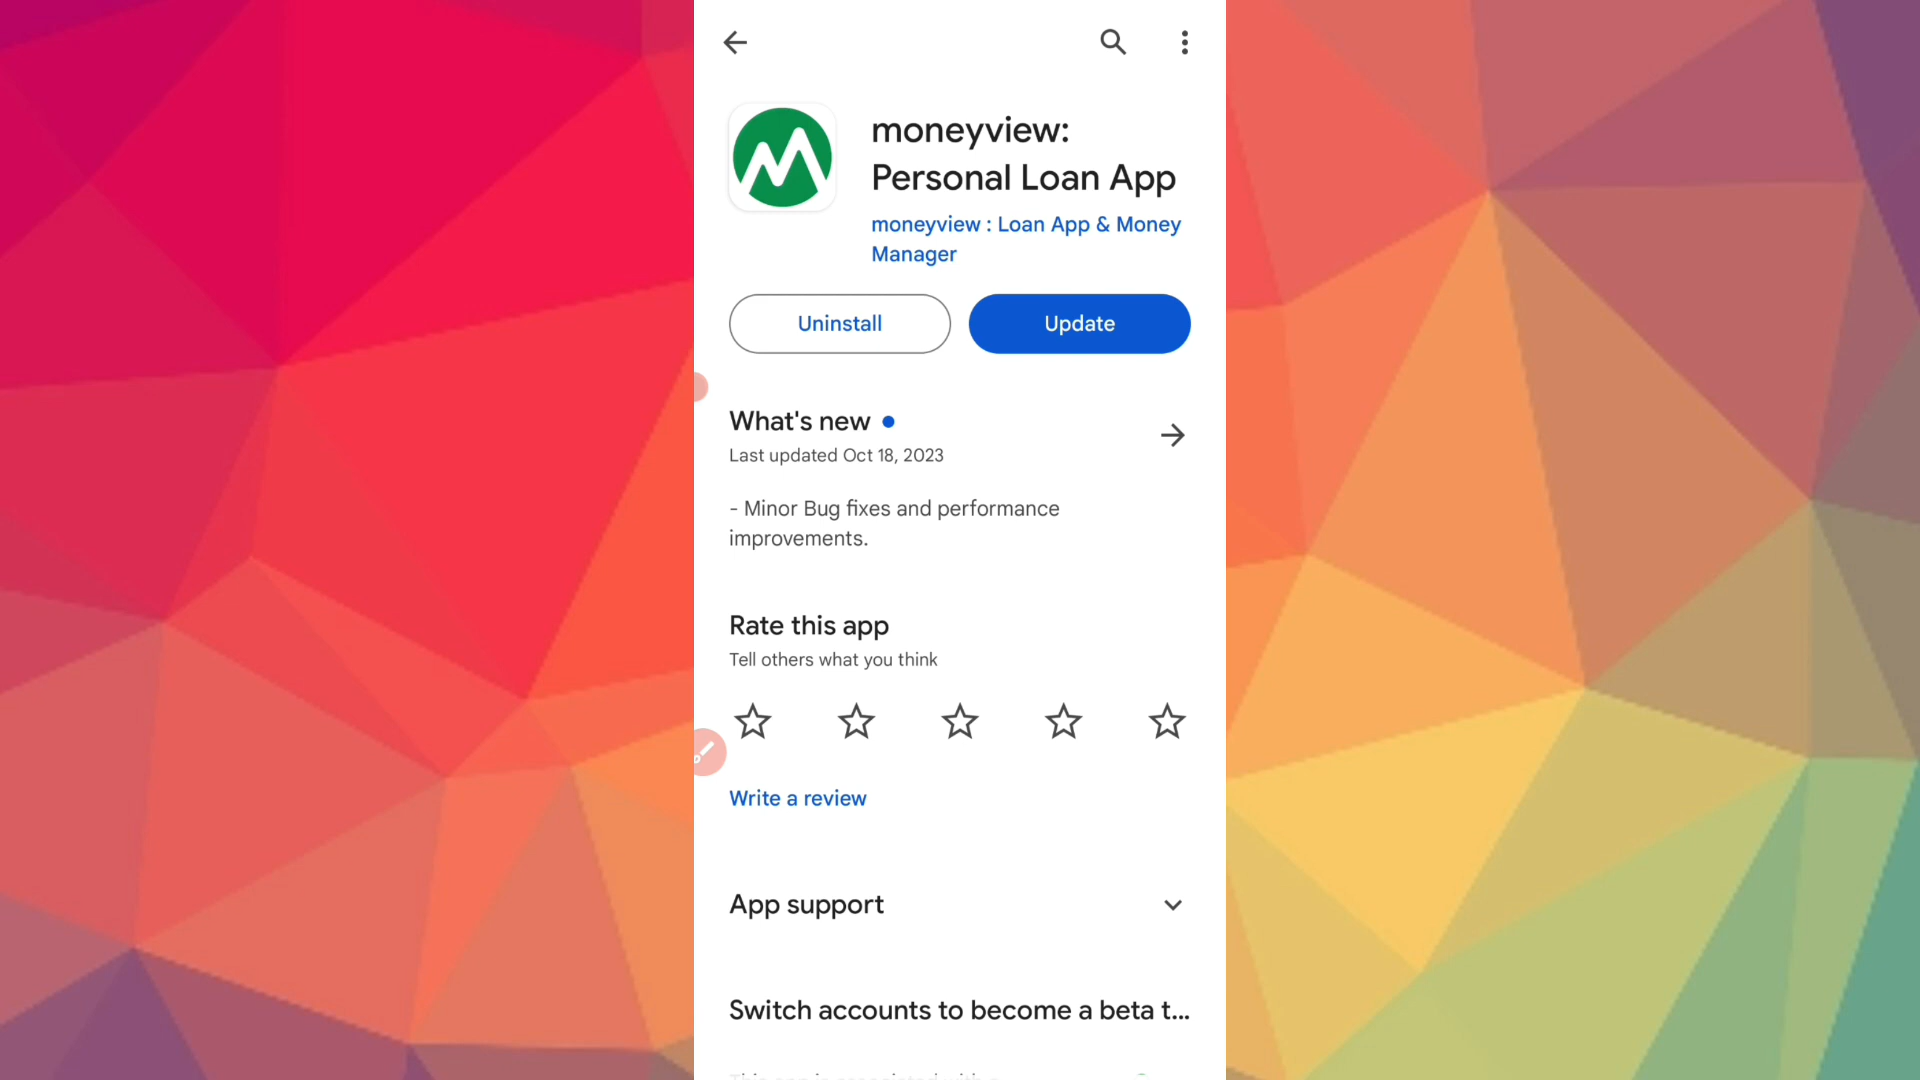 moneyview:
Personal Loan App
moneyview : Loan App & Money
Manager
Uninstall
Update
What's new
Last updated Oct 18, 2023
- Minor Bug fixes and performance
improvements.
Rate this app
Tell others what you think
Write a review
App support
Switch accounts to become a beta t...